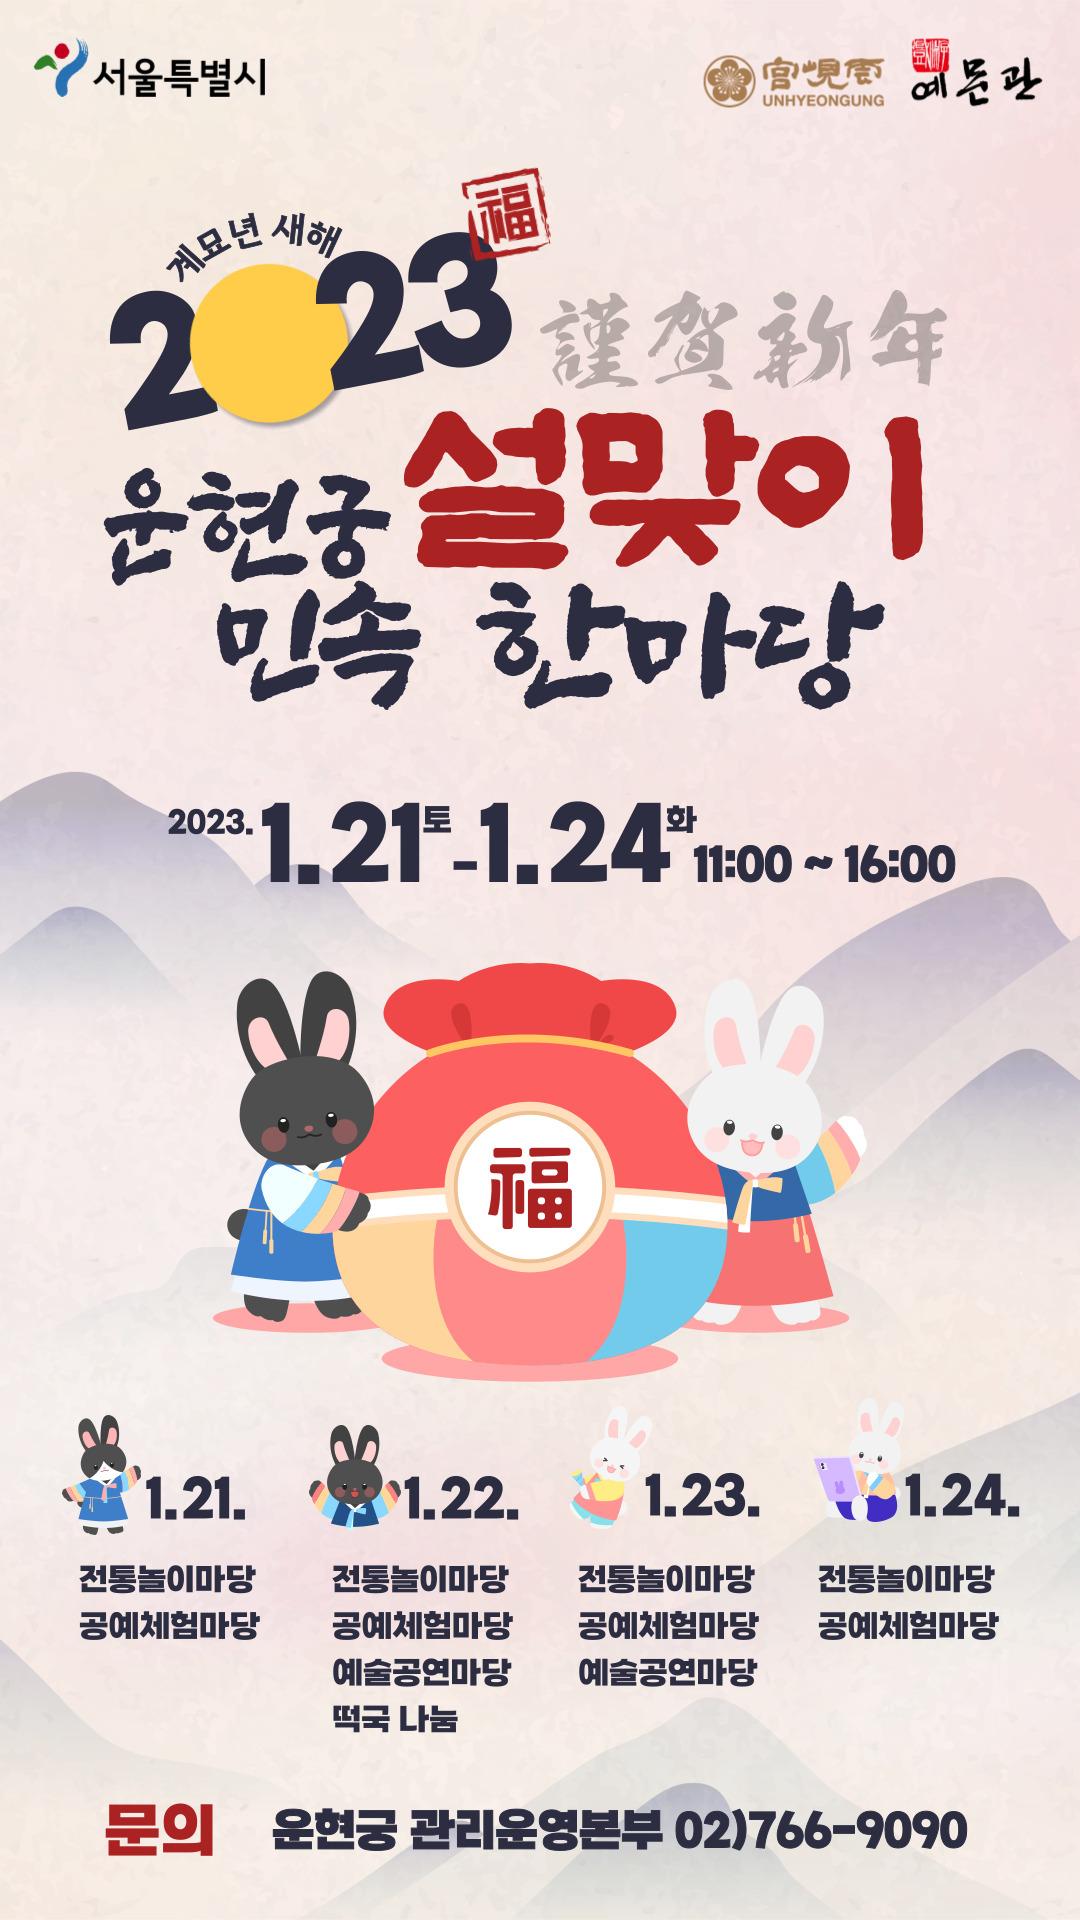 서울특별시
宮峴雲
UNHYEONGUNG
예문관
福
계묘년 새해
2023
謹賀新年
운현궁 설맞이
민속 한마당
2023. 1. 21 토 - 1. 24 화 11:00 ~ 16:00
福
1. 21.
전통놀이마당
공예체험마당
1. 22.
전통놀이마당
공예체험마당
예술공연마당
떡국 나눔
1. 23.
전통놀이마당
공예체험마당
예술공연마당
1. 24.
전통놀이마당
공예체험마당
문의 운현궁 관리운영본부 02)766-9090